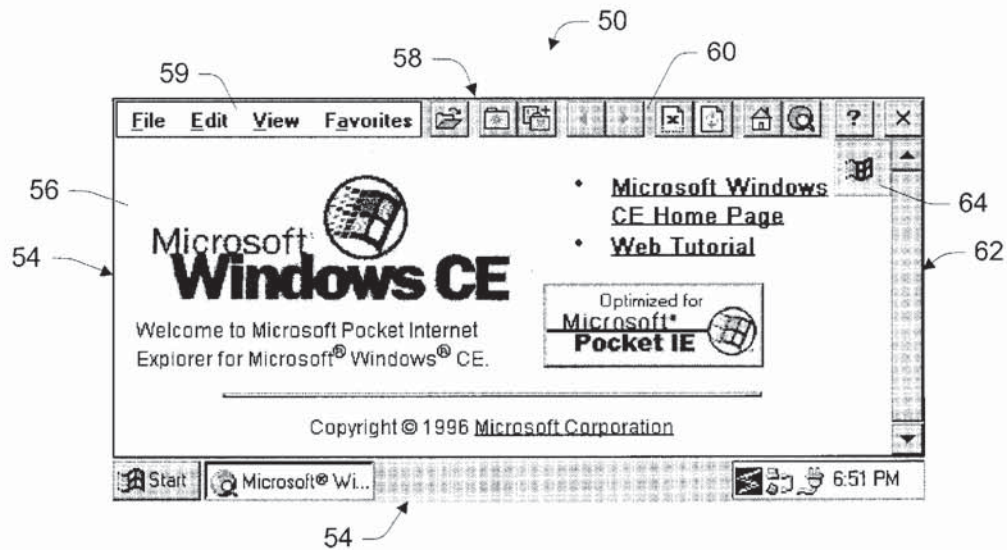 50
58
60
59
File Edit View Favorites ? ×
56
64
54
62
Microsoft
Windows CE
Welcome to Microsoft Pocket Internet
Explorer for Microsoft® Windows® CE.
• Microsoft Windows
CE Home Page
• Web Tutorial
Optimized for
Microsoft®
Pocket IE
Copyright © 1996 Microsoft Corporation
Start Microsoft® Wi... 6:51 PM
54